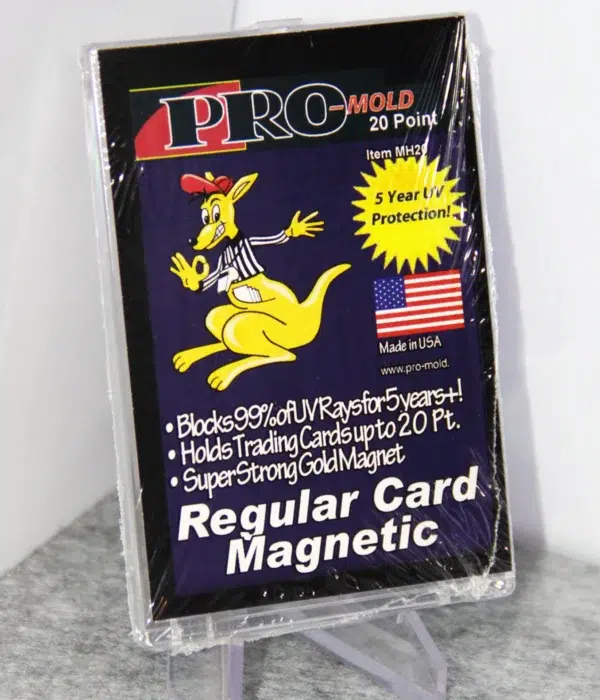 PRO-MOLD
20 Point
Item MH20
5 Year UV
Protection!
Made in USA
www.pro-mold.
• Blocks 99% of UV Rays for 5 years+!
• Holds Trading Cards up to 20 Pt.
• Super Strong Gold Magnet
Regular Card
Magnetic